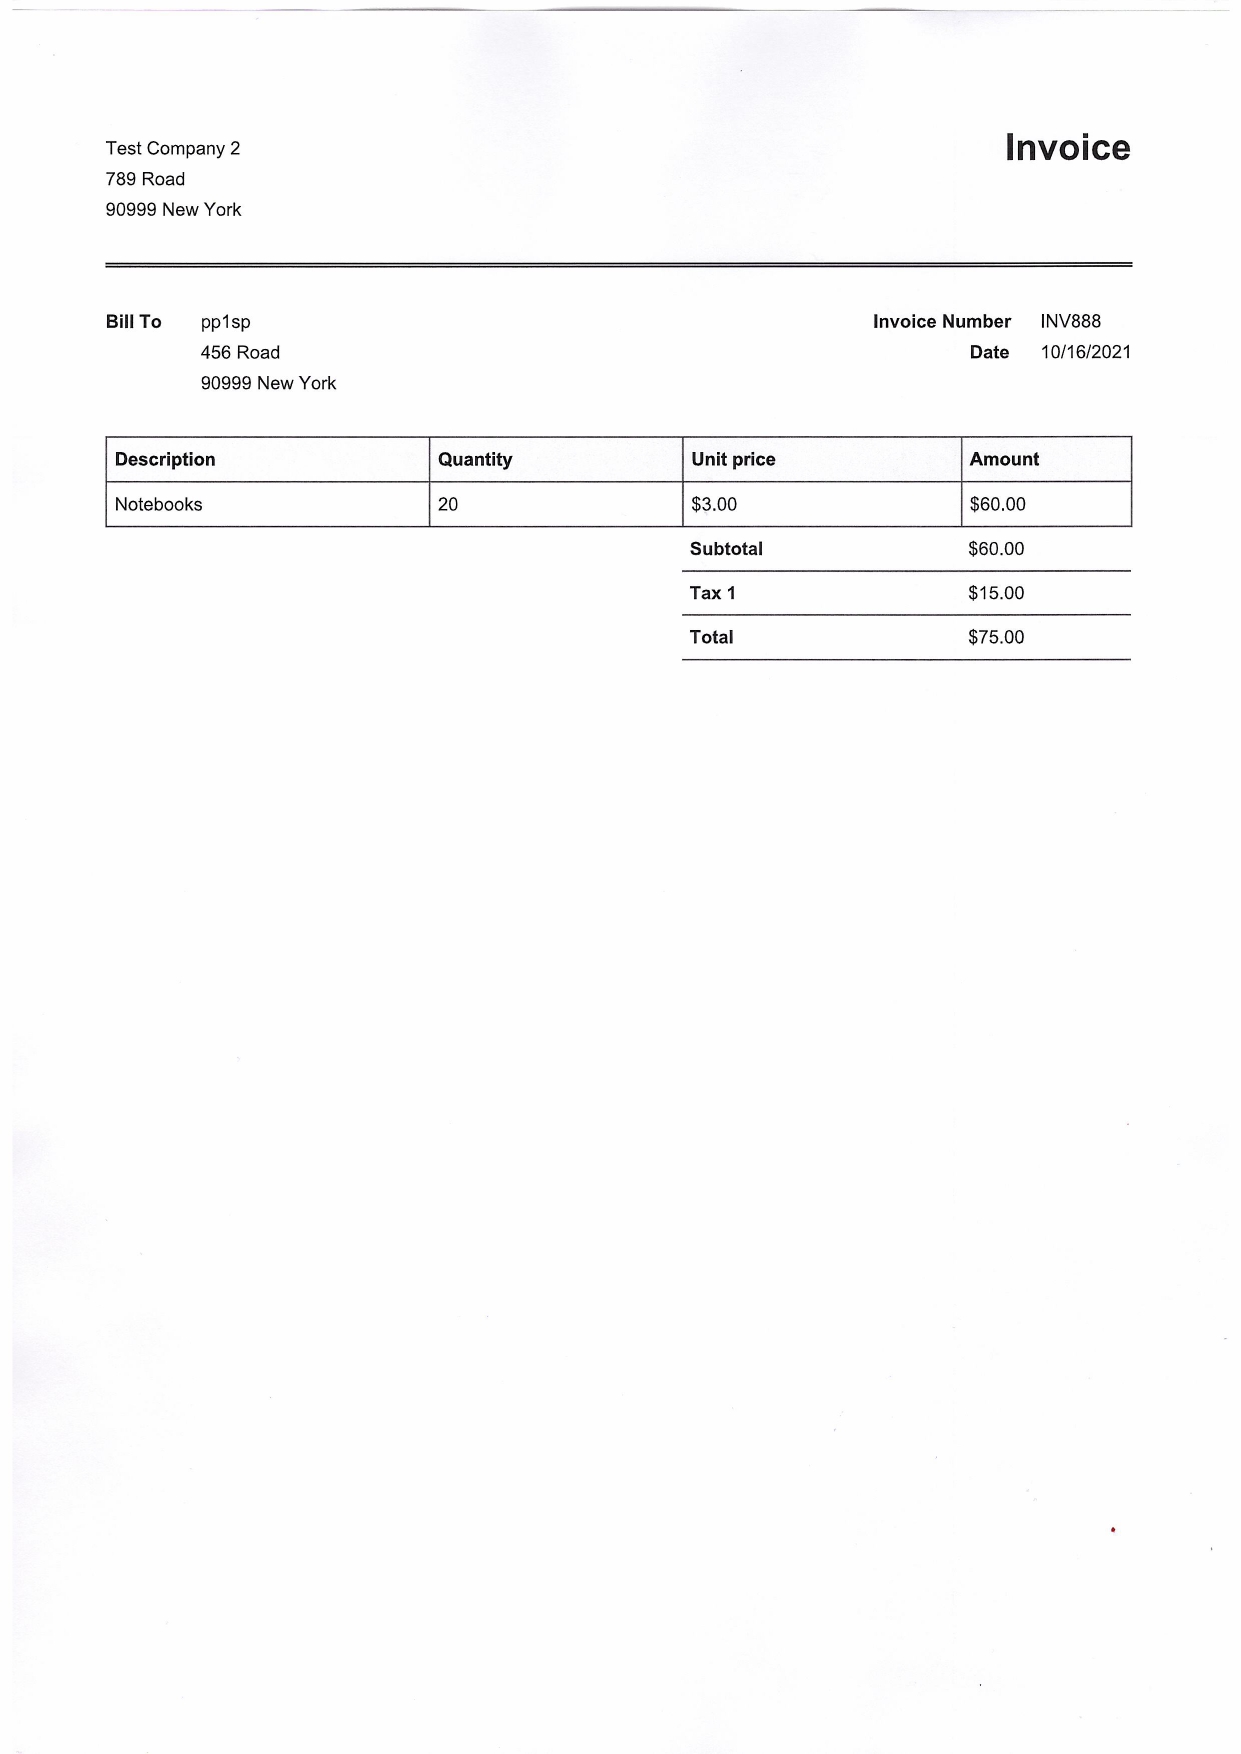 Test Company 2
Invoice
789 Road
90999 New York
Bill To pp1sp
456 Road
90999 New York
Invoice Number INV888
Date 10/16/2021
Description Quantity Unit price Amount
Notebooks 20 $3.00 $60.00
Subtotal $60.00
Tax 1 $15.00
Total $75.00